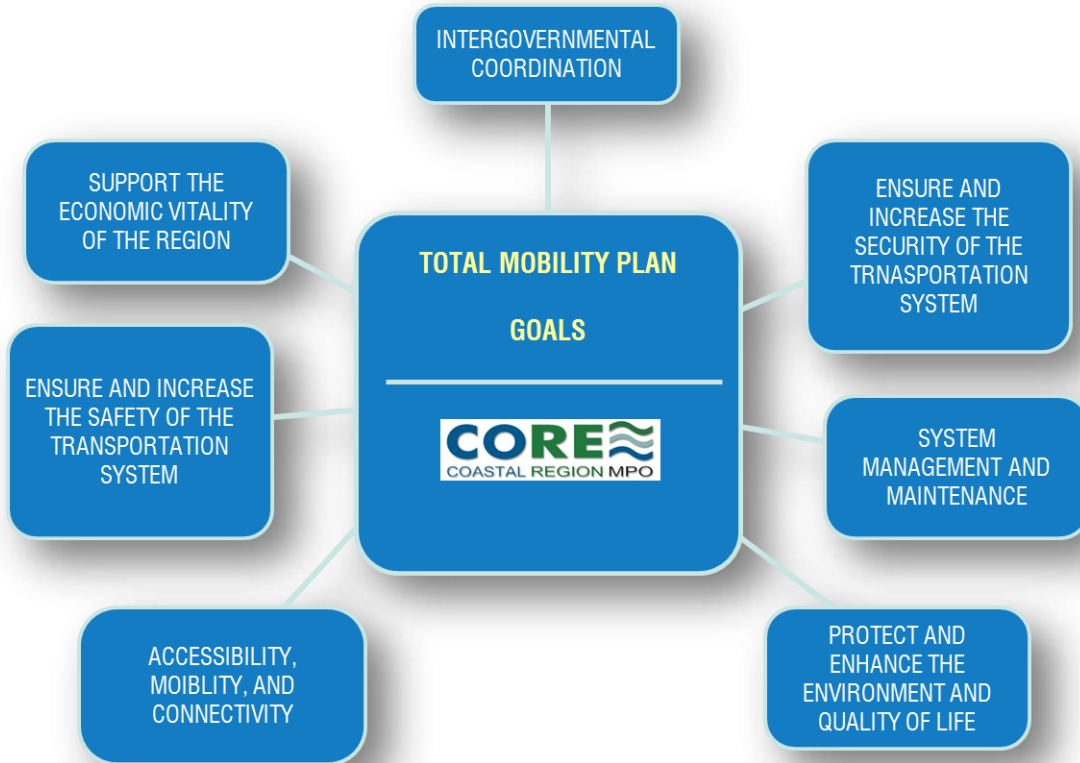 INTERGOVERNMENTAL
COORDINATION
SUPPORT THE
ECONOMIC VITALITY
OF THE REGION
ENSURE AND
INCREASE THE
SECURITY OF THE
TRNASPORTATION
SYSTEM
TOTAL MOBILITY PLAN
GOALS
CORE
COASTAL REGION MPO
ENSURE AND INCREASE
THE SAFETY OF THE
TRANSPORTATION
SYSTEM
SYSTEM
MANAGEMENT AND
MAINTENANCE
ACCESSIBILITY,
MOIBLITY, AND
CONNECTIVITY
PROTECT AND
ENHANCE THE
ENVIRONMENT AND
QUALITY OF LIFE